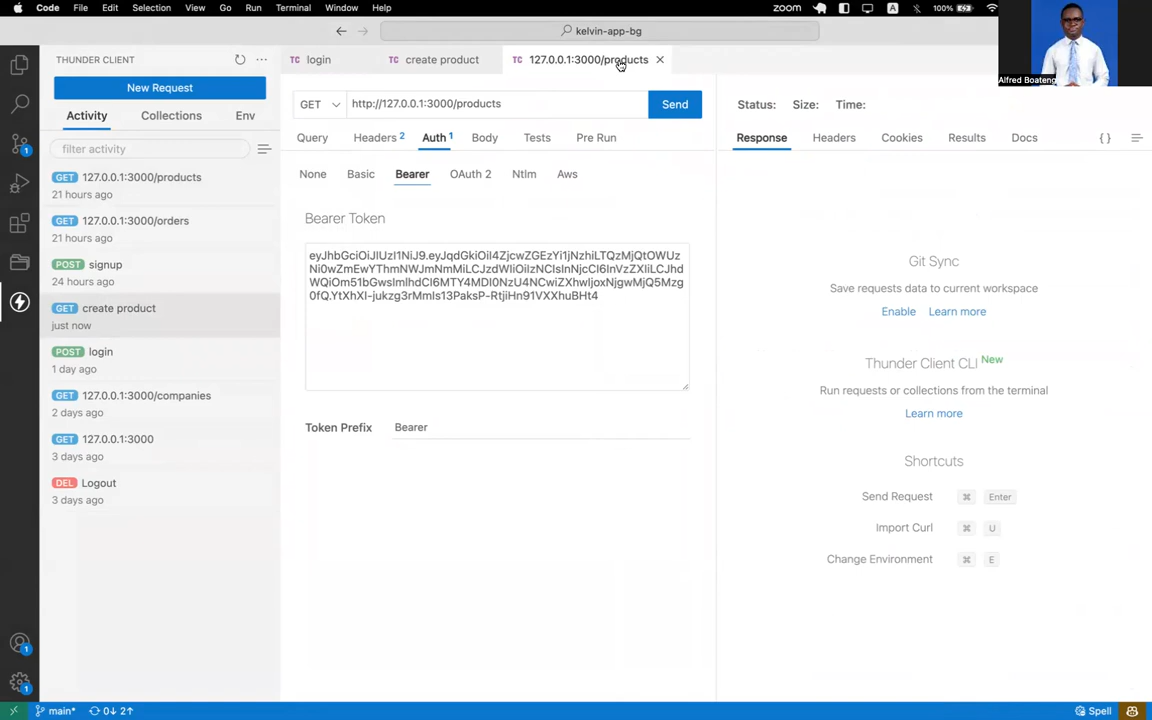 Code File Edit Selection View Go Run Terminal Window Help zoom A 100%
kelvin-app-bg
Alfred Boateng
THUNDER CLIENT
TC login TC create product TC 127.0.0.1:3000/products
New Request
GET http://127.0.0.1:3000/products Send
Status: Size: Time:
Activity Collections Env
filter activity
Query Headers 2 Auth 1 Body Tests Pre Run
Response Headers Cookies Results Docs { }
None Basic Bearer OAuth 2 Ntlm Aws
GET 127.0.0.1:3000/products
21 hours ago
GET 127.0.0.1:3000/orders
21 hours ago
POST signup
24 hours ago
GET create product
just now
POST login
1 day ago
GET 127.0.0.1:3000/companies
2 days ago
GET 127.0.0.1:3000
3 days ago
DEL Logout
3 days ago
Bearer Token
Token Prefix Bearer
Git Sync
Save requests data to current workspace
Enable Learn more
Thunder Client CLI New
Run requests or collections from the terminal
Learn more
Shortcuts
Send Request ⌘ Enter
Import Curl ⌘ U
Change Environment ⌘ E
1
1
1
main* 0↓ 2↑ Spell